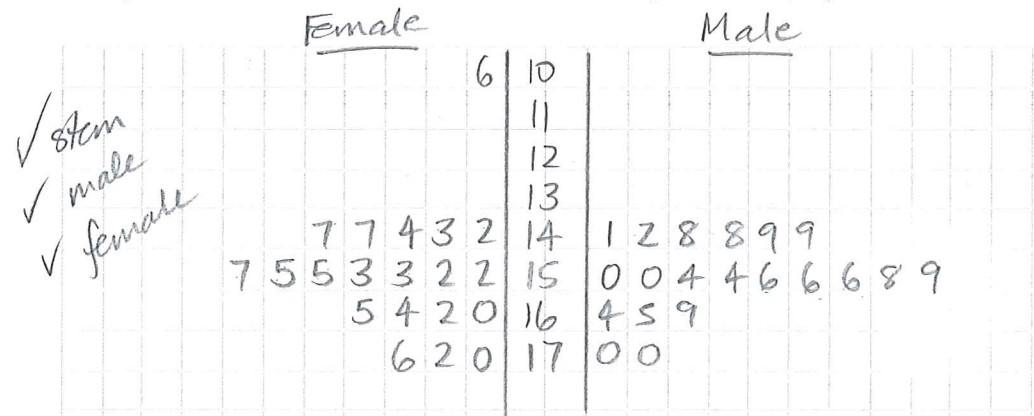 Female Male
6 10
11
✓ stem
12
✓ male
13
✓ female
7 7 4 3 2 14 1 2 8 8 9 9
7 5 5 3 3 2 2 15 0 0 4 4 6 6 6 8 9
5 4 2 0 16 4 5 9
6 2 0 17 0 0